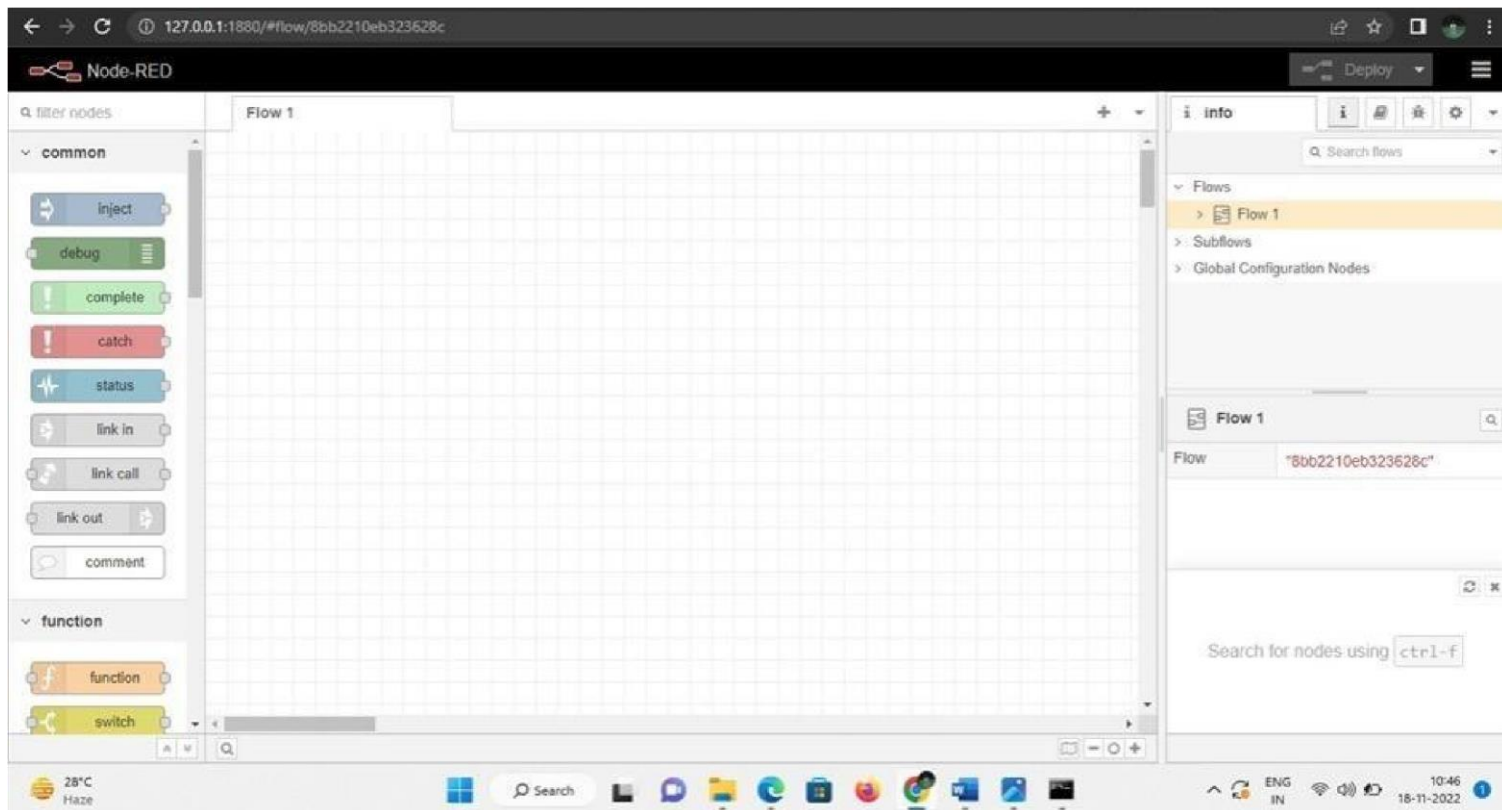 127.0.0.1:1880/#flow/8bb2210eb323628c
Node-RED
Deploy
filter nodes
Flow 1
i info
i
common
Search flows
inject
debug
complete
catch
status
link in
link call
link out
comment
function
function
switch
Flows
Flow 1
Subflows
Global Configuration Nodes
Flow 1
Flow "8bb2210eb323628c"
Search for nodes using ctrl-f
28°C
Haze
Search
ENG
IN
10:46
18-11-2022
1